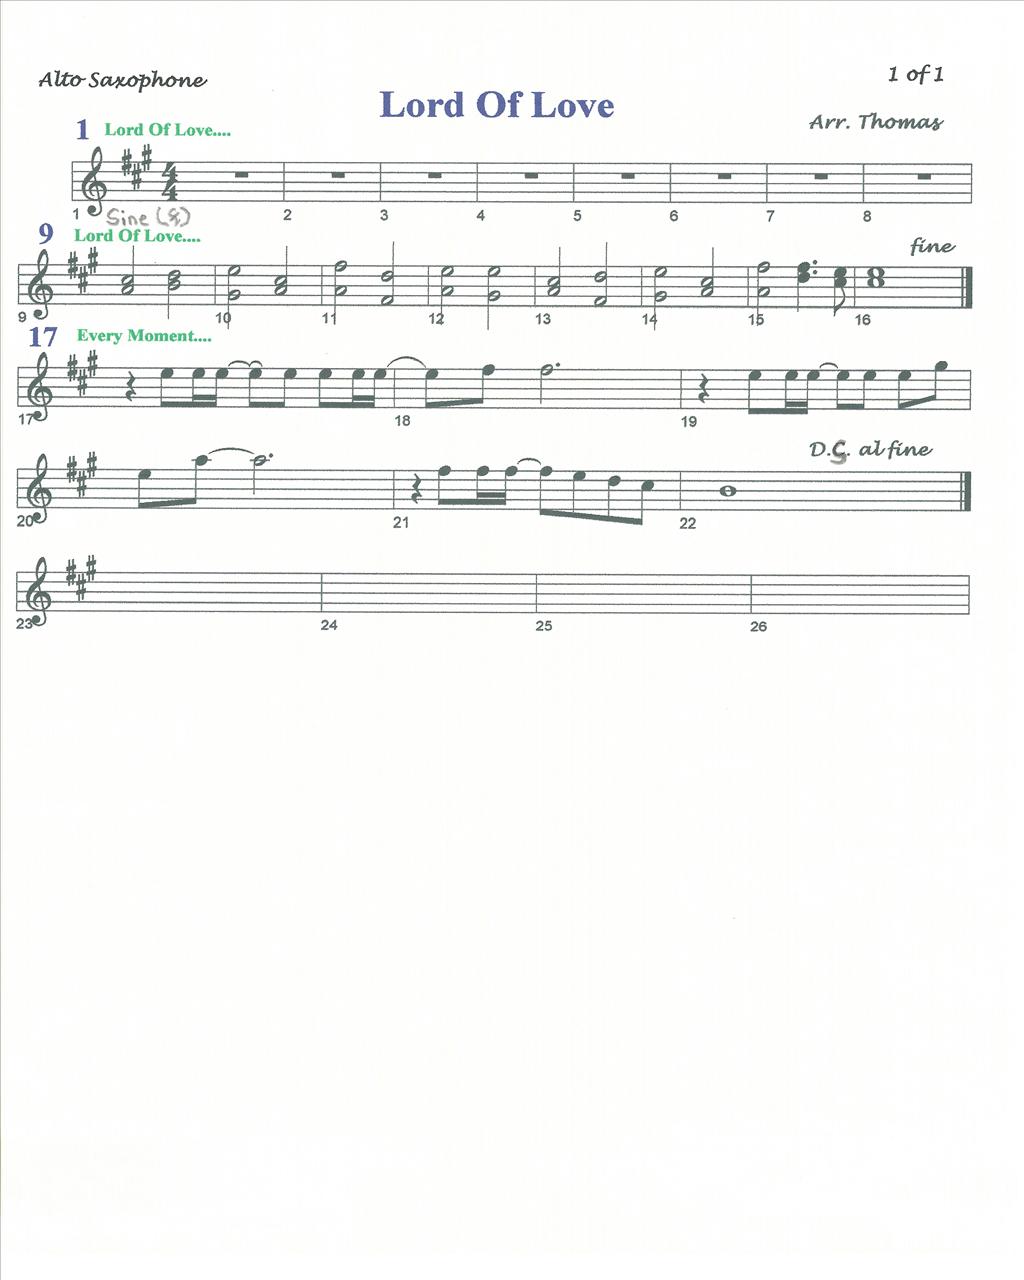 Alto Saxophone
1 of 1
Lord Of Love
Arr. Thomas
1 Lord Of Love....
4
4
1 2 3 4 5 6 7 8
Sine (
9 Lord Of Love....
fine
9 10 11 12 13 14 15 16
17 Every Moment....
17 18 19
D.S. al fine
20 21 22
23 24 25 26